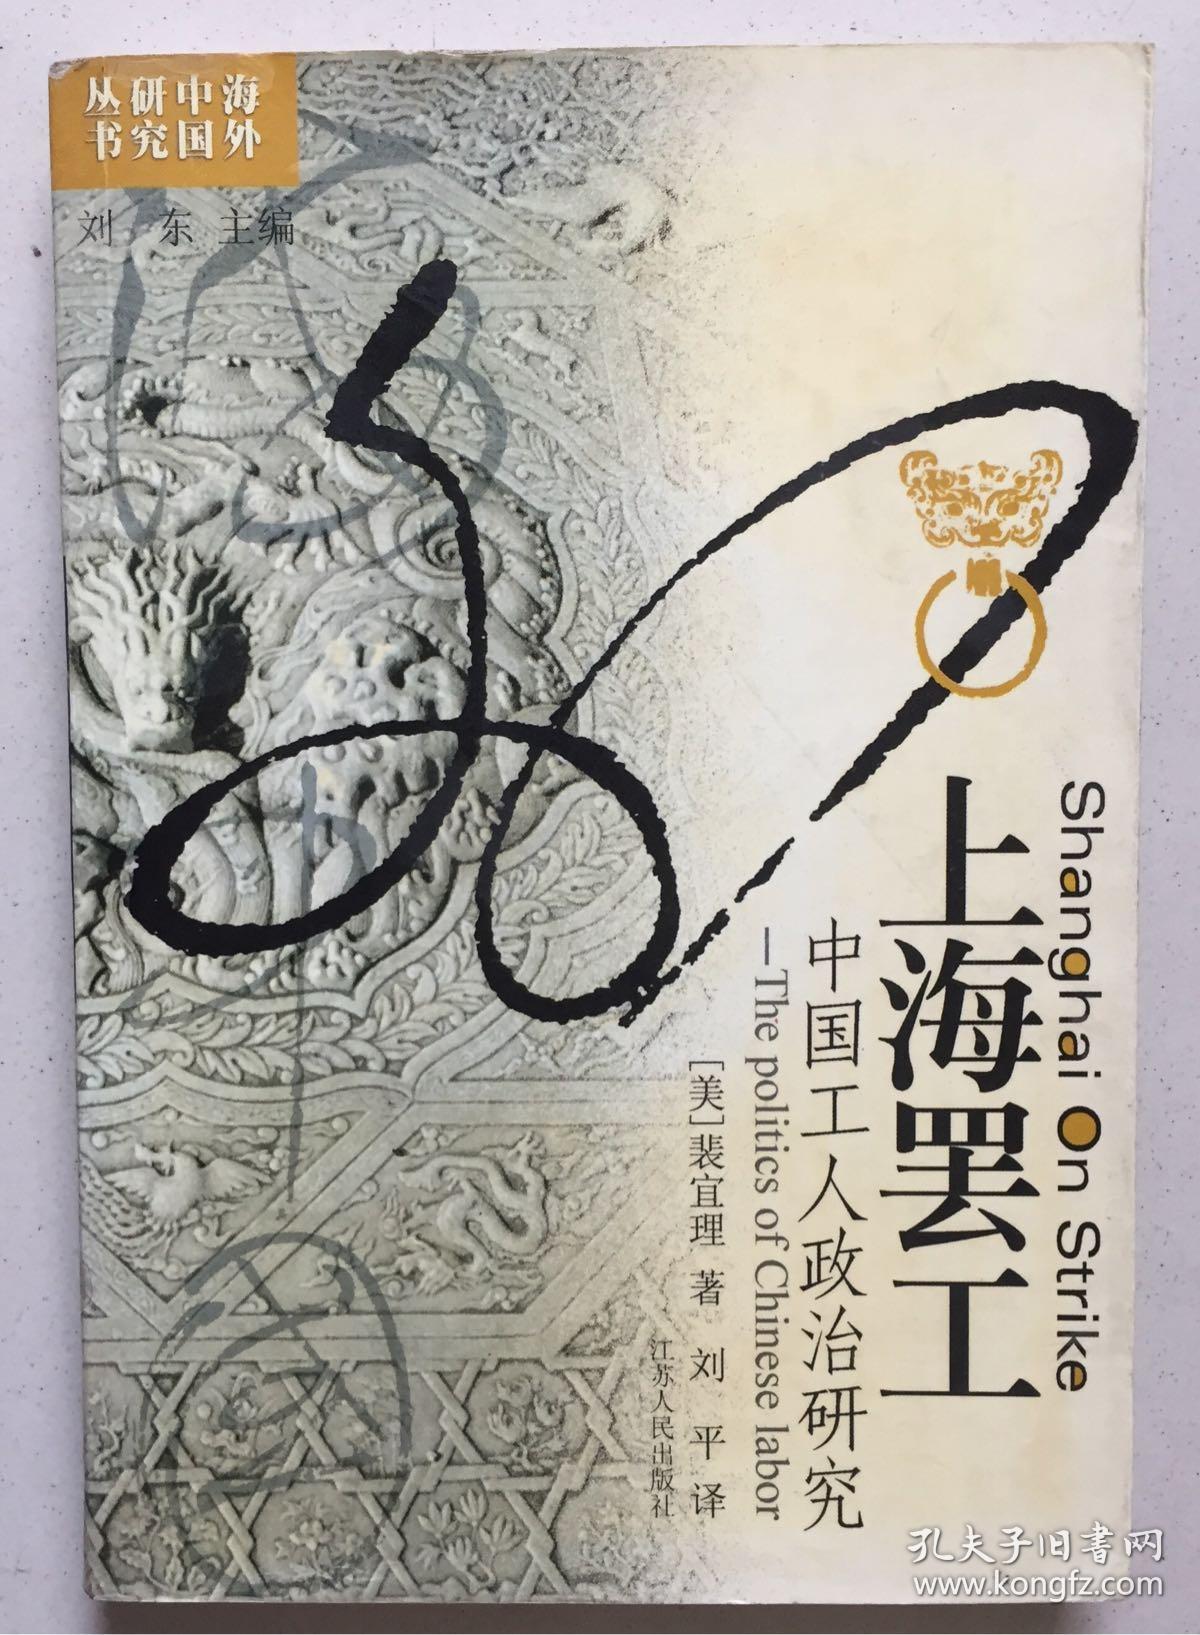 海外
中国
研究
丛书
刘 东 主编
Shanghai On Strike
上海罢工
中国工人政治研究
—The politics of Chinese labor
[美]裴宜理 著 刘 平 译
江苏人民出版社
孔夫子旧书网
www.kongfz.com